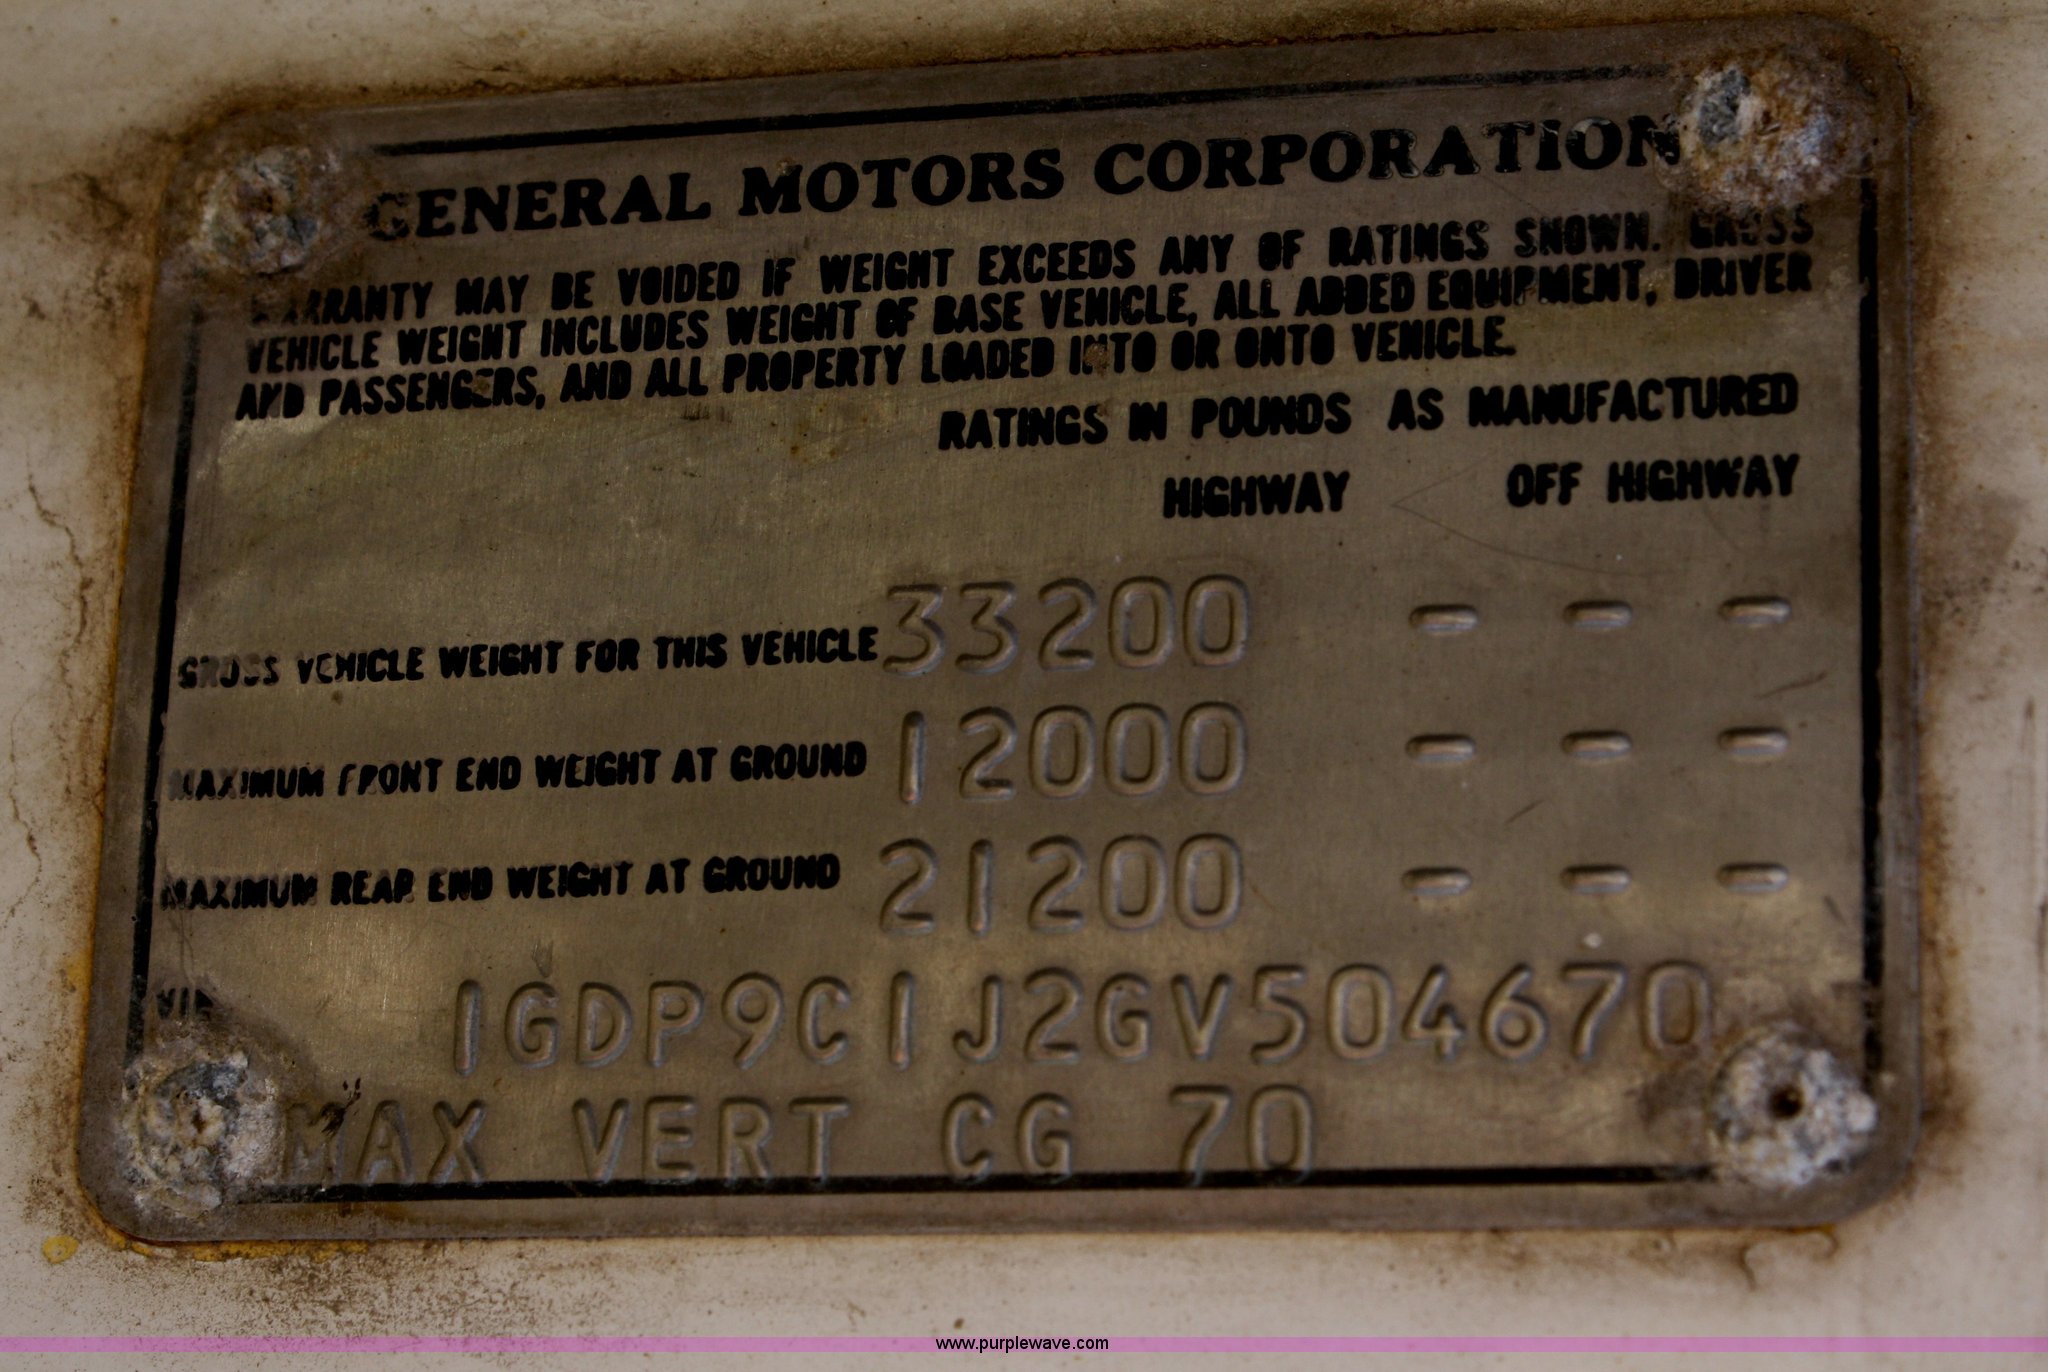 GENERAL MOTORS CORPORATION
WARRANTY MAY BE VOIDED IF WEIGHT EXCEEDS ANY OF RATINGS SHOWN. GROSS
VEHICLE WEIGHT INCLUDES WEIGHT OF BASE VEHICLE, ALL ADDED EQUIPMENT, DRIVER
AND PASSENGERS, AND ALL PROPERTY LOADED INTO OR ONTO VEHICLE.
RATINGS IN POUNDS AS MANUFACTURED
HIGHWAY OFF HIGHWAY
GROSS VEHICLE WEIGHT FOR THIS VEHICLE 33200 - - -
MAXIMUM FRONT END WEIGHT AT GROUND 12000 - - -
MAXIMUM REAR END WEIGHT AT GROUND 21200 - - -
VIN 1GDP9C1J2GV504670
MAX VERT CG 70
www.purplewave.com